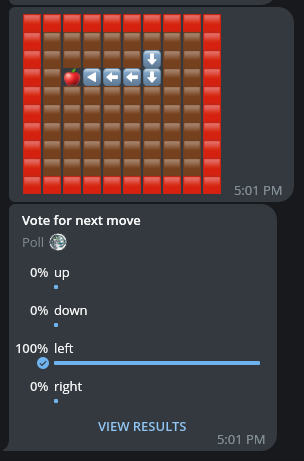 5:01 PM
Vote for next move
Poll
0% up
0% down
100% left
0% right
VIEW RESULTS
5:01 PM